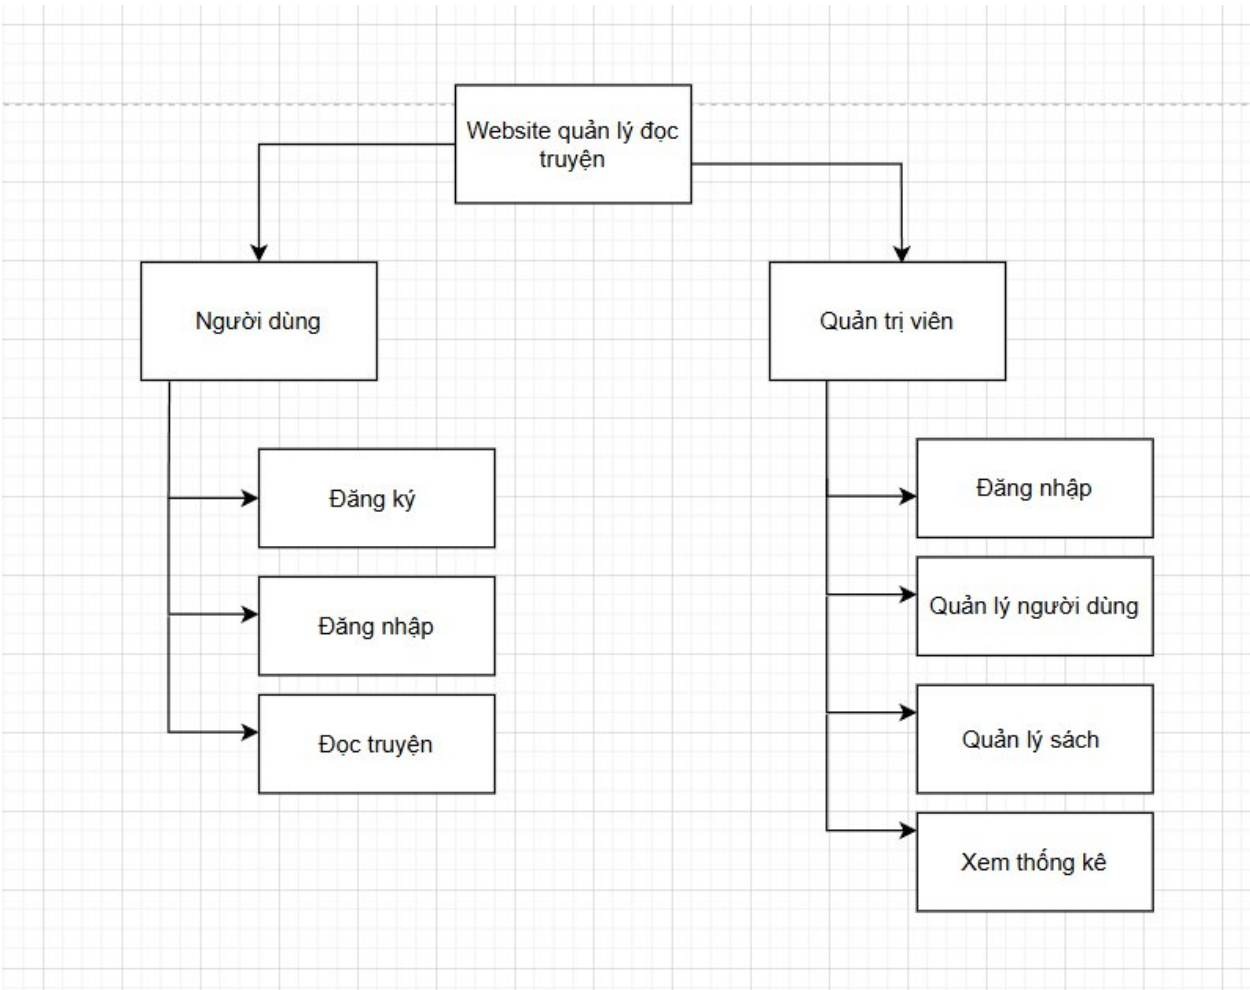 Website quản lý đọc
truyện
Người dùng
Quản trị viên
Đăng ký
Đăng nhập
Đọc truyện
Đăng nhập
Quản lý người dùng
Quản lý sách
Xem thống kê